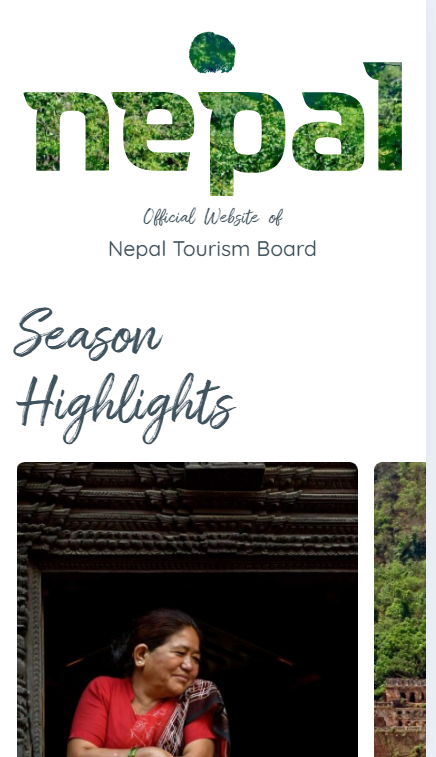 nepal
Official Website of
Nepal Tourism Board
Season
Highlights